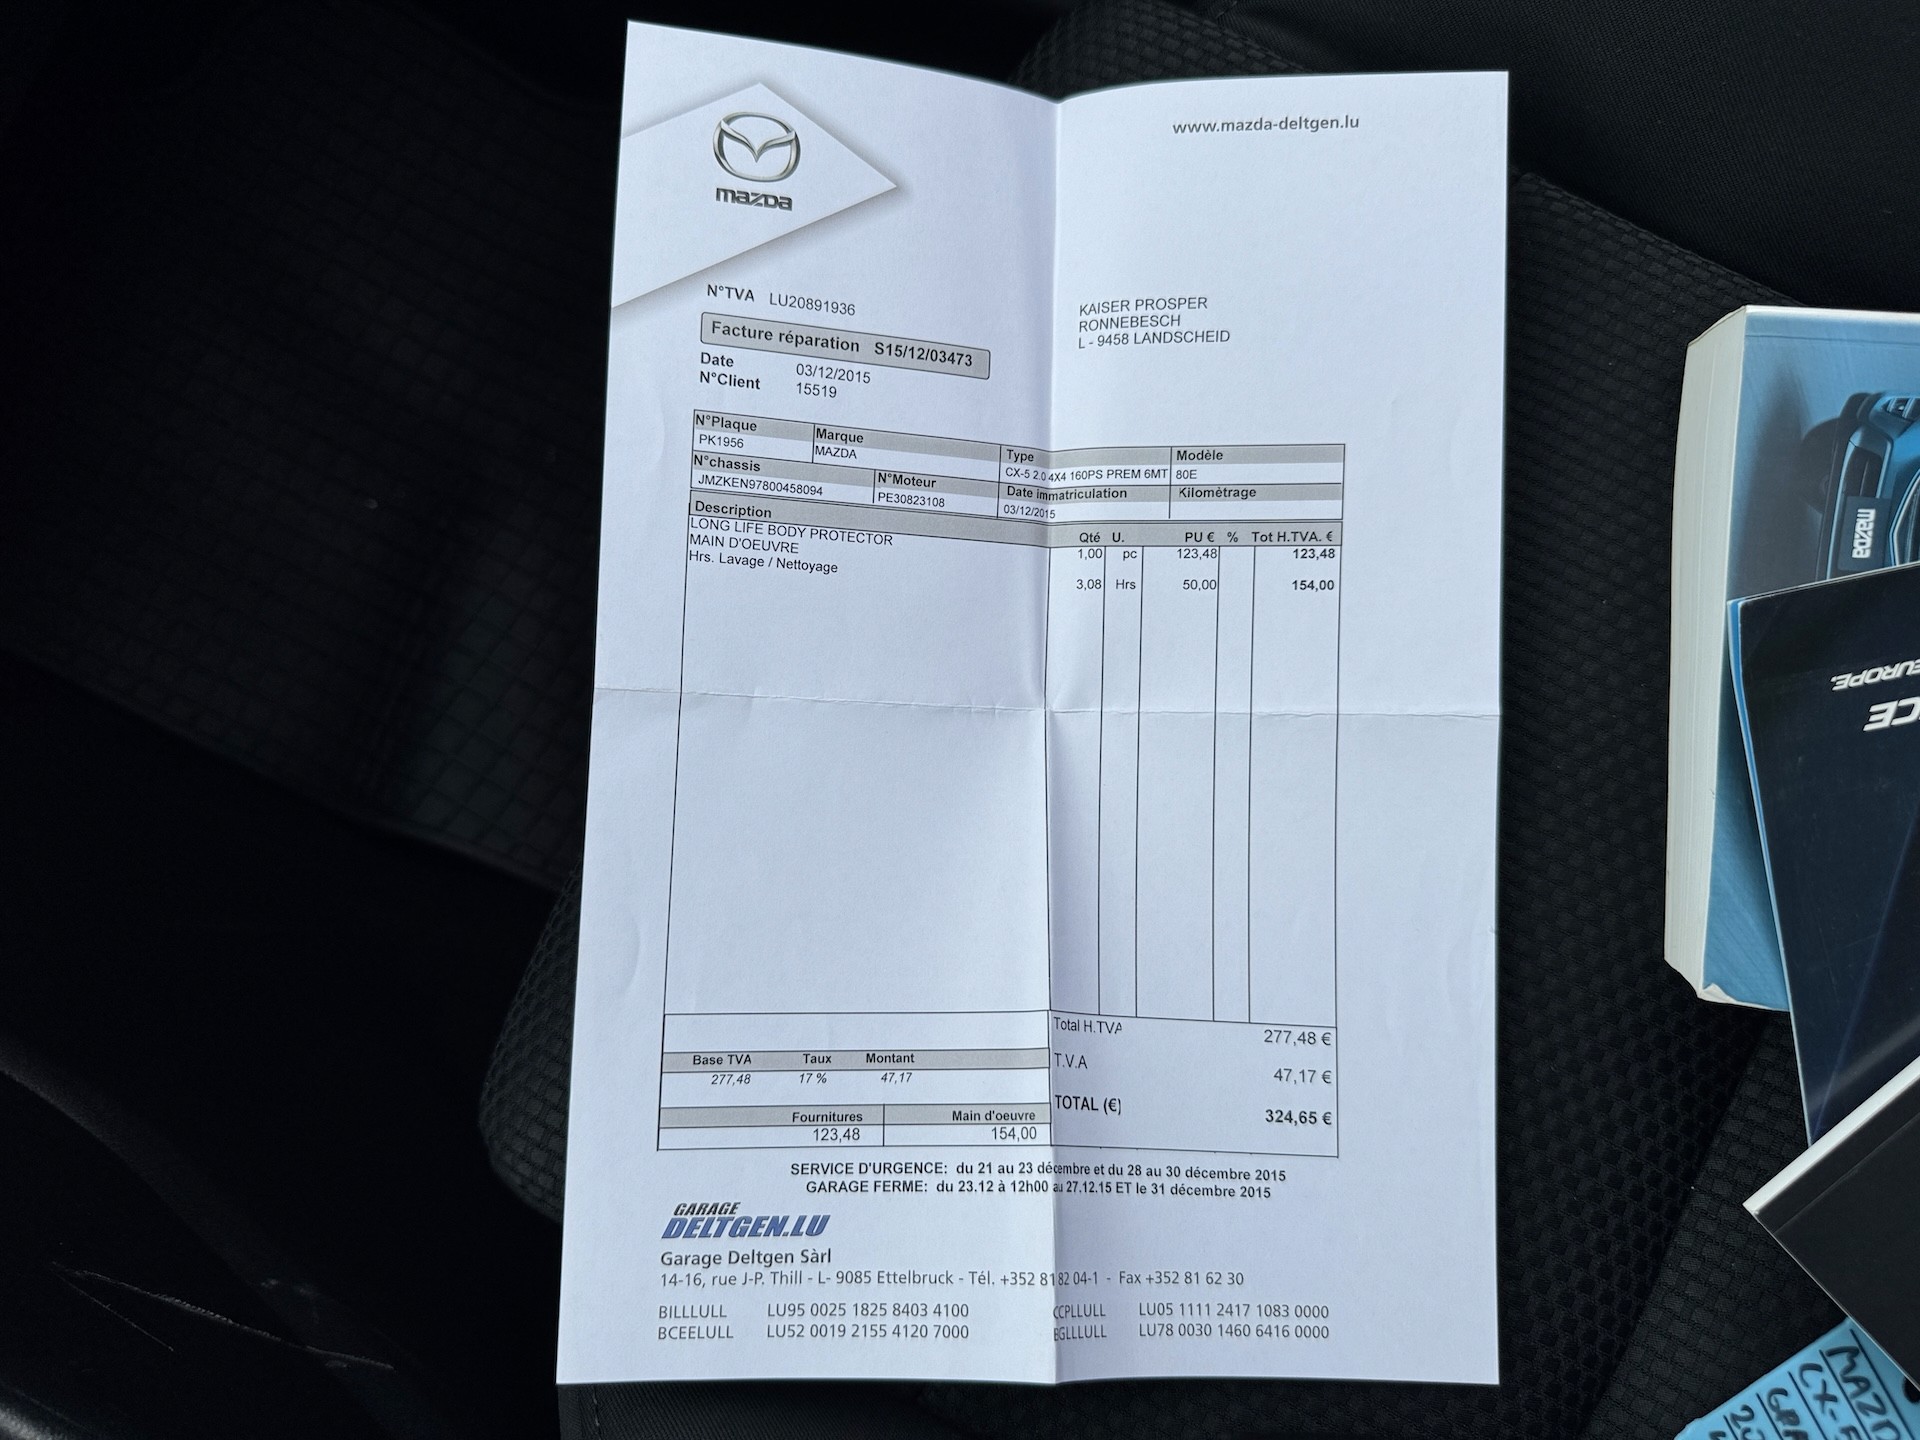 www.mazda-deltgen.lu
mazda
N°TVA LU20891936
KAISER PROSPER
RONNEBESCH
L - 9458 LANDSCHEID
Facture réparation S15/12/03473
Date 03/12/2015
N°Client 15519
N°Plaque Marque Type Modèle
PK1956 MAZDA CX-5 2.0 4X4 160PS PREM 6MT 80E
N°chassis N°Moteur Date immatriculation Kilomètrage
JMZKEN97800458094 PE30823108 03/12/2015
Description Qté U. PU € % Tot H.TVA. €
LONG LIFE BODY PROTECTOR 1,00 pc 123,48 123,48
MAIN D'OEUVRE
Hrs. Lavage / Nettoyage 3,08 Hrs 50,00 154,00
Total H.TVA 277,48 €
Base TVA Taux Montant
277,48 17 % 47,17
T.V.A 47,17 €
TOTAL (€) 324,65 €
Fournitures Main d'oeuvre
123,48 154,00
SERVICE D'URGENCE: du 21 au 23 décembre et du 28 au 30 décembre 2015
GARAGE FERME: du 23.12 à 12h00 au 27.12.15 ET le 31 décembre 2015
GARAGE
DELTGEN.LU
Garage Deltgen Sàrl
14-16, rue J-P. Thill - L- 9085 Ettelbruck - Tél. +352 81 82 04-1 - Fax +352 81 62 30
BILLLULL LU95 0025 1825 8403 4100 CCPLLULL LU05 1111 2417 1083 0000
BCEELULL LU52 0019 2155 4120 7000 BGLLLULL LU78 0030 1460 6416 0000
mazda
EUROPE.
MAZD
CX-5